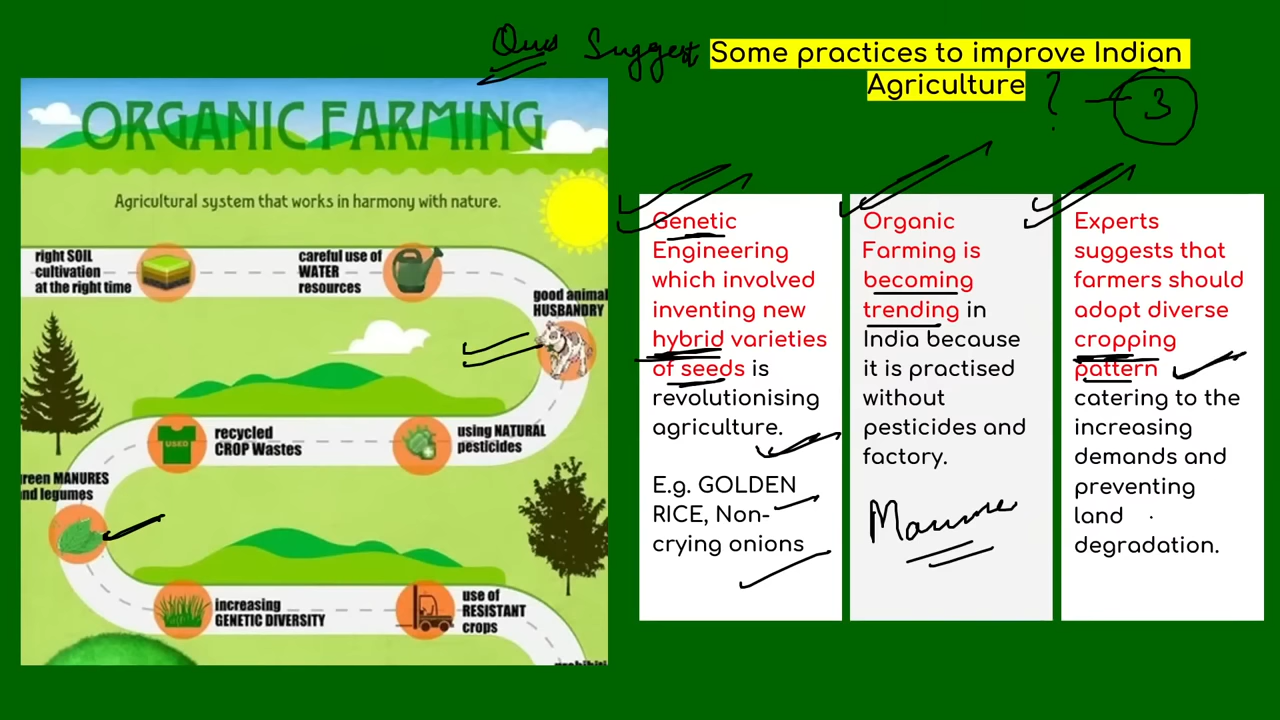 Ques Suggest Some practices to improve Indian
Agriculture ? 3
ORGANIC FARMING
Agricultural system that works in harmony with nature.
right SOIL
cultivation
at the right time
careful use of
WATER
resources
good animal
HUSBANDRY
USED
recycled
CROP Wastes
using NATURAL
pesticides
reen MANURES
nd legumes
increasing
GENETIC DIVERSITY
use of
RESISTANT
crops
Genetic
Engineering
which involved
inventing new
hybrid varieties
of seeds is
revolutionising
agriculture.
E.g. GOLDEN
RICE, Non-
crying onions
Organic
Farming is
becoming
trending in
India because
it is practised
without
pesticides and
factory.
Manure
Experts
suggests that
farmers should
adopt diverse
cropping
pattern
catering to the
increasing
demands and
preventing
land
degradation.